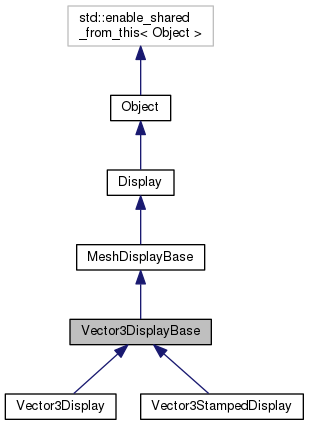 std::enable_shared
_from_this< Object >
Object
Display
MeshDisplayBase
Vector3DisplayBase
Vector3Display
Vector3StampedDisplay